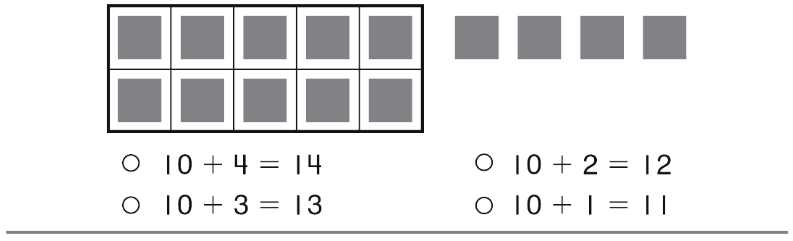 10 + 4 = 14
10 + 2 = 12
10 + 3 = 13
10 + 1 = 11